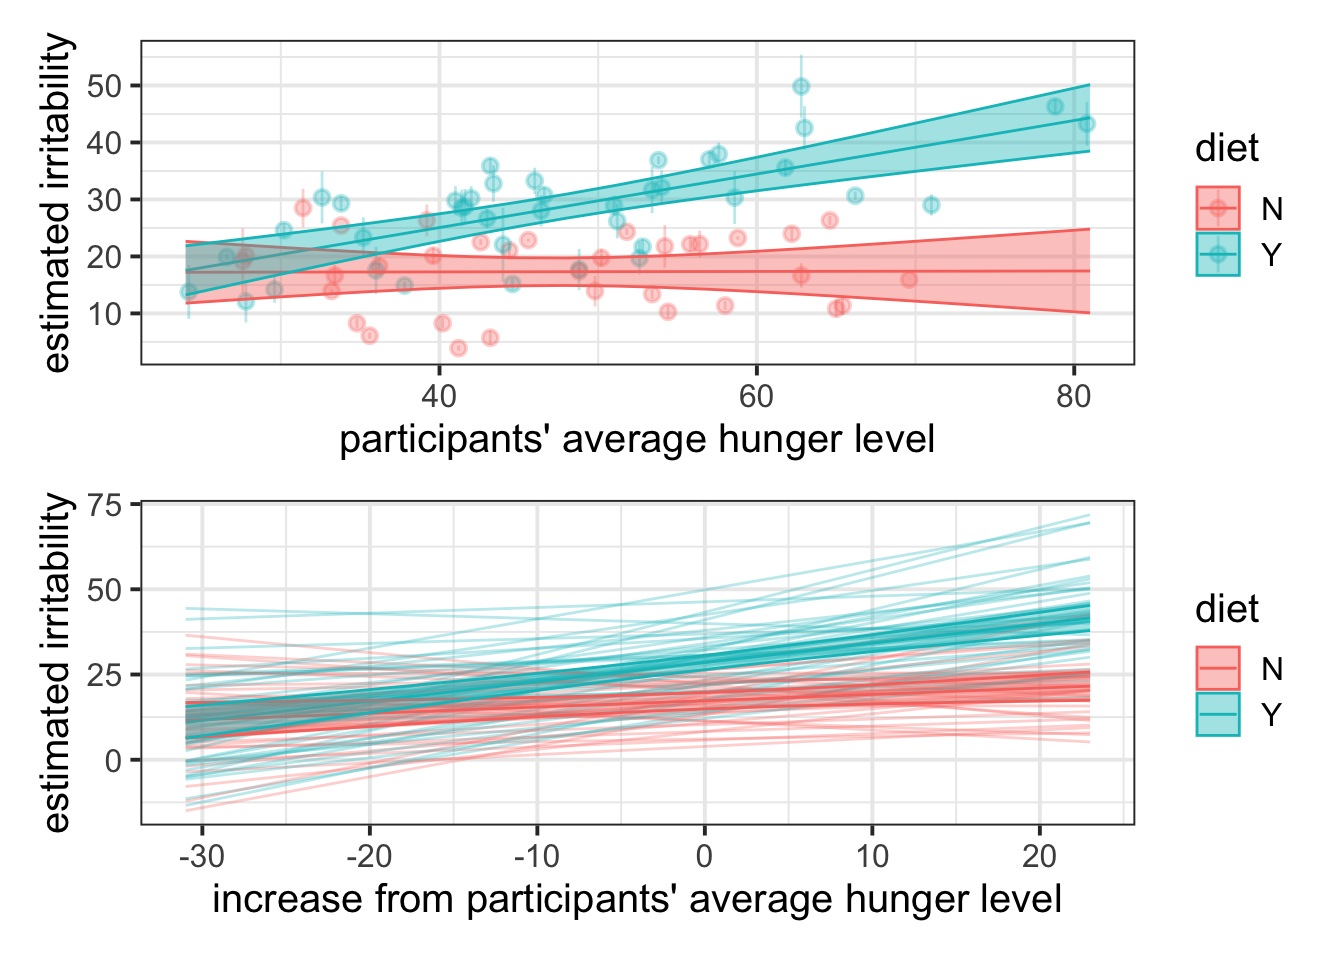 estimated irritability
50
40
30
20
10
40
60
80
participants' average hunger level
diet
N
Y
estimated irritability
75
50
25
0
-30
-20
-10
0
10
20
increase from participants' average hunger level
diet
N
Y